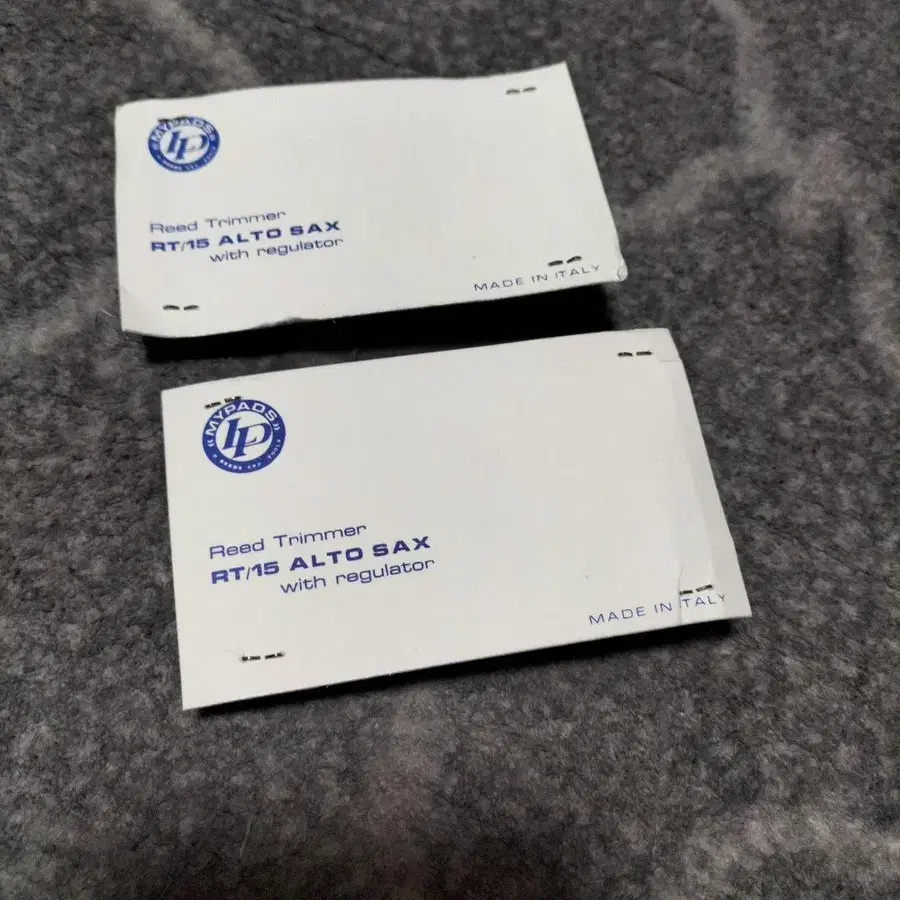 MYPADS
LP
Reed Trimmer
RT/15 ALTO SAX
with regulator
MADE IN ITALY
«MYPADS»
LP
Reed Trimmer
RT/15 ALTO SAX
with regulator
MADE IN ITALY